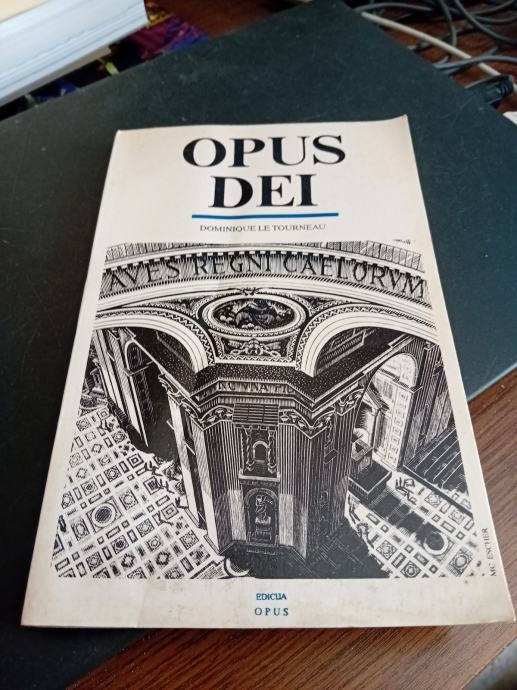 OPUS
DEI
DOMINIQUE LE TOURNEAU
AVES REGNI CAELORVM
MC ESCHER
EDICIJA
OPUS